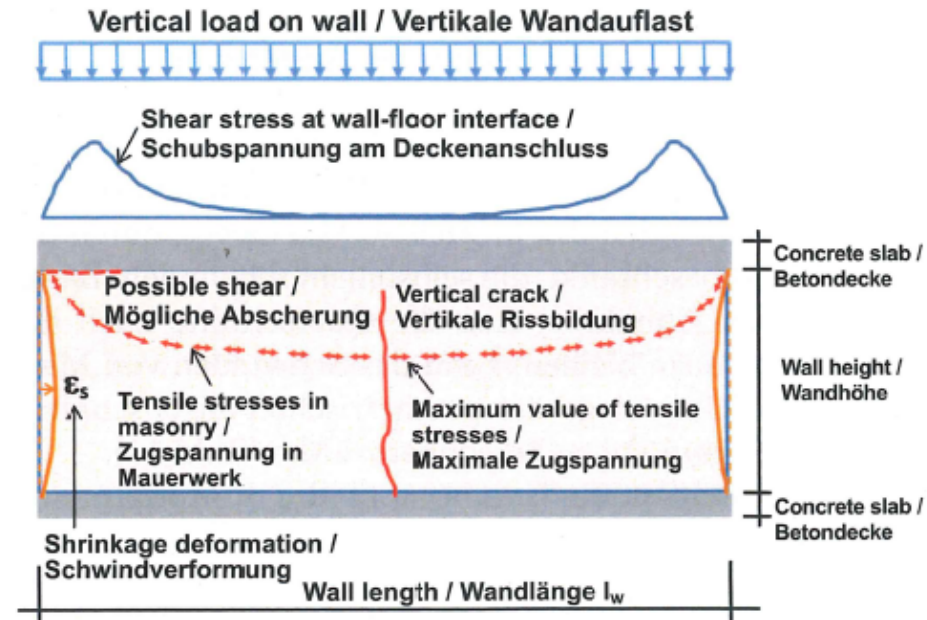 Vertical load on wall / Vertikale Wandauflast
Shear stress at wall-floor interface /
Schubspannung am Deckenanschluss
Concrete slab /
Betondecke
Possible shear /
Mögliche Abscherung
Vertical crack /
Vertikale Rissbildung
Wall height /
Wandhöhe
εs
Tensile stresses in
masonry /
Zugspannung in
Mauerwerk
Maximum value of tensile
stresses /
Maximale Zugspannung
Concrete slab /
Betondecke
Shrinkage deformation /
Schwindverformung
Wall length / Wandlänge lw